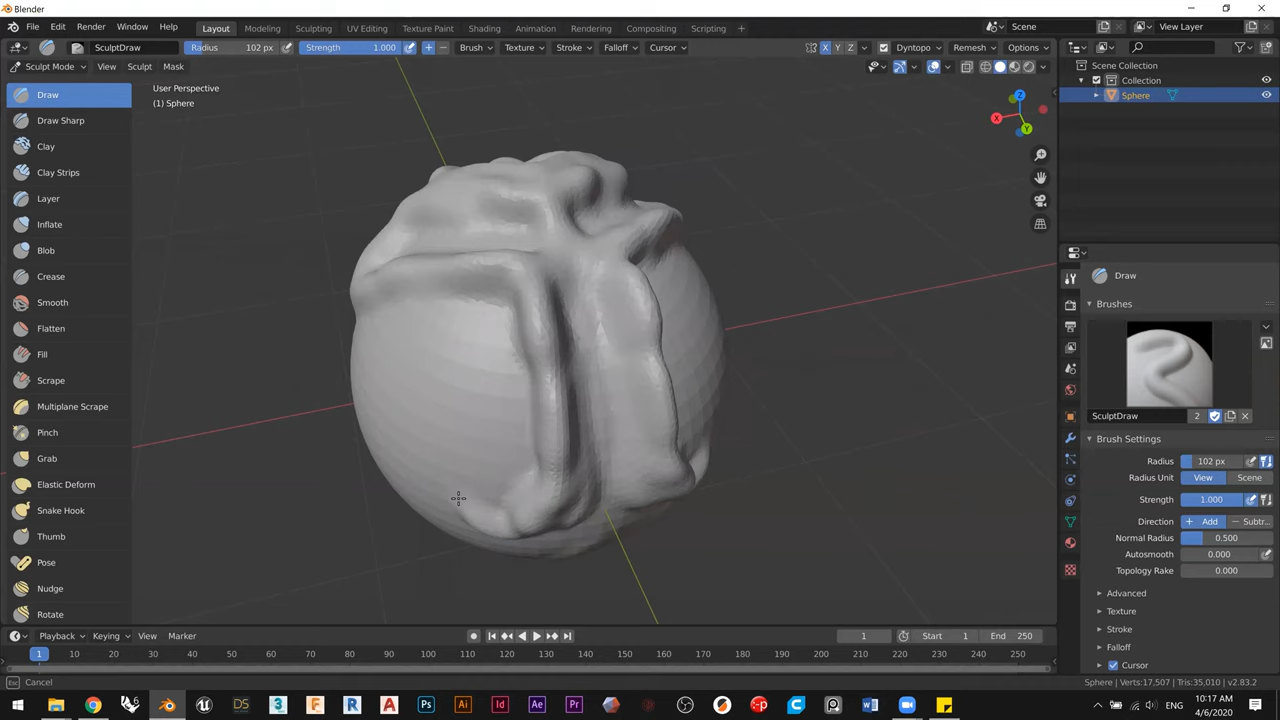 Blender
File Edit Render Window Help Layout Modeling Sculpting UV Editing Texture Paint Shading Animation Rendering Compositing Scripting + Scene View Layer
SculptDraw Radius 102 px Strength 1.000 + − Brush Texture Stroke Falloff Cursor X Y Z Dyntopo Remesh Options
Sculpt Mode View Sculpt Mask
User Perspective
(1) Sphere
Draw
Draw Sharp
Clay
Clay Strips
Layer
Inflate
Blob
Crease
Smooth
Flatten
Fill
Scrape
Multiplane Scrape
Pinch
Grab
Elastic Deform
Snake Hook
Thumb
Pose
Nudge
Rotate
Z
X
Y
Scene Collection
Collection
Sphere
Draw
Brushes
SculptDraw 2
Brush Settings
Radius 102 px
Radius Unit View Scene
Strength 1.000
Direction + Add − Subtr...
Normal Radius 0.500
Autosmooth 0.000
Topology Rake 0.000
Advanced
Texture
Stroke
Falloff
Cursor
Playback Keying View Marker 1 Start 1 End 250
1 10 20 30 40 50 60 70 80 90 100 110 120 130 140 150 160 170 180 190 200 210 220 230 240 250
Esc Cancel Sphere | Verts:17,507 | Tris:35,010 | v2.83.2
DS 3 F R A Ps Ai Id Ae Pr
ENG 10:17 AM
4/6/2020